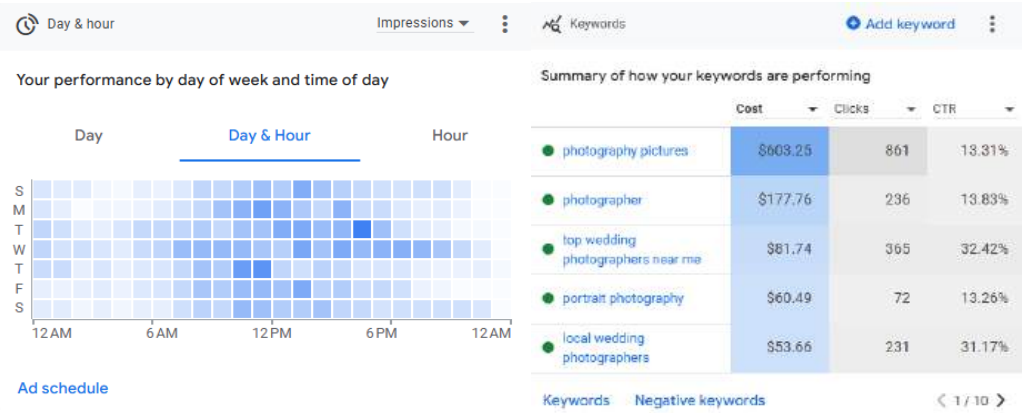 Day & hour
Impressions
Your performance by day of week and time of day
Day
Day & Hour
Hour
S
M
T
W
T
F
S
12 AM
6 AM
12 PM
6 PM
12 AM
Ad schedule
Keywords
Add keyword
Summary of how your keywords are performing
Cost
Clicks
CTR
photography pictures
$603.25
861
13.31%
photographer
$177.76
236
13.83%
top wedding
photographers near me
$81.74
365
32.42%
portrait photography
$60.49
72
13.26%
local wedding
photographers
$53.66
231
31.17%
Keywords
Negative keywords
1 / 10